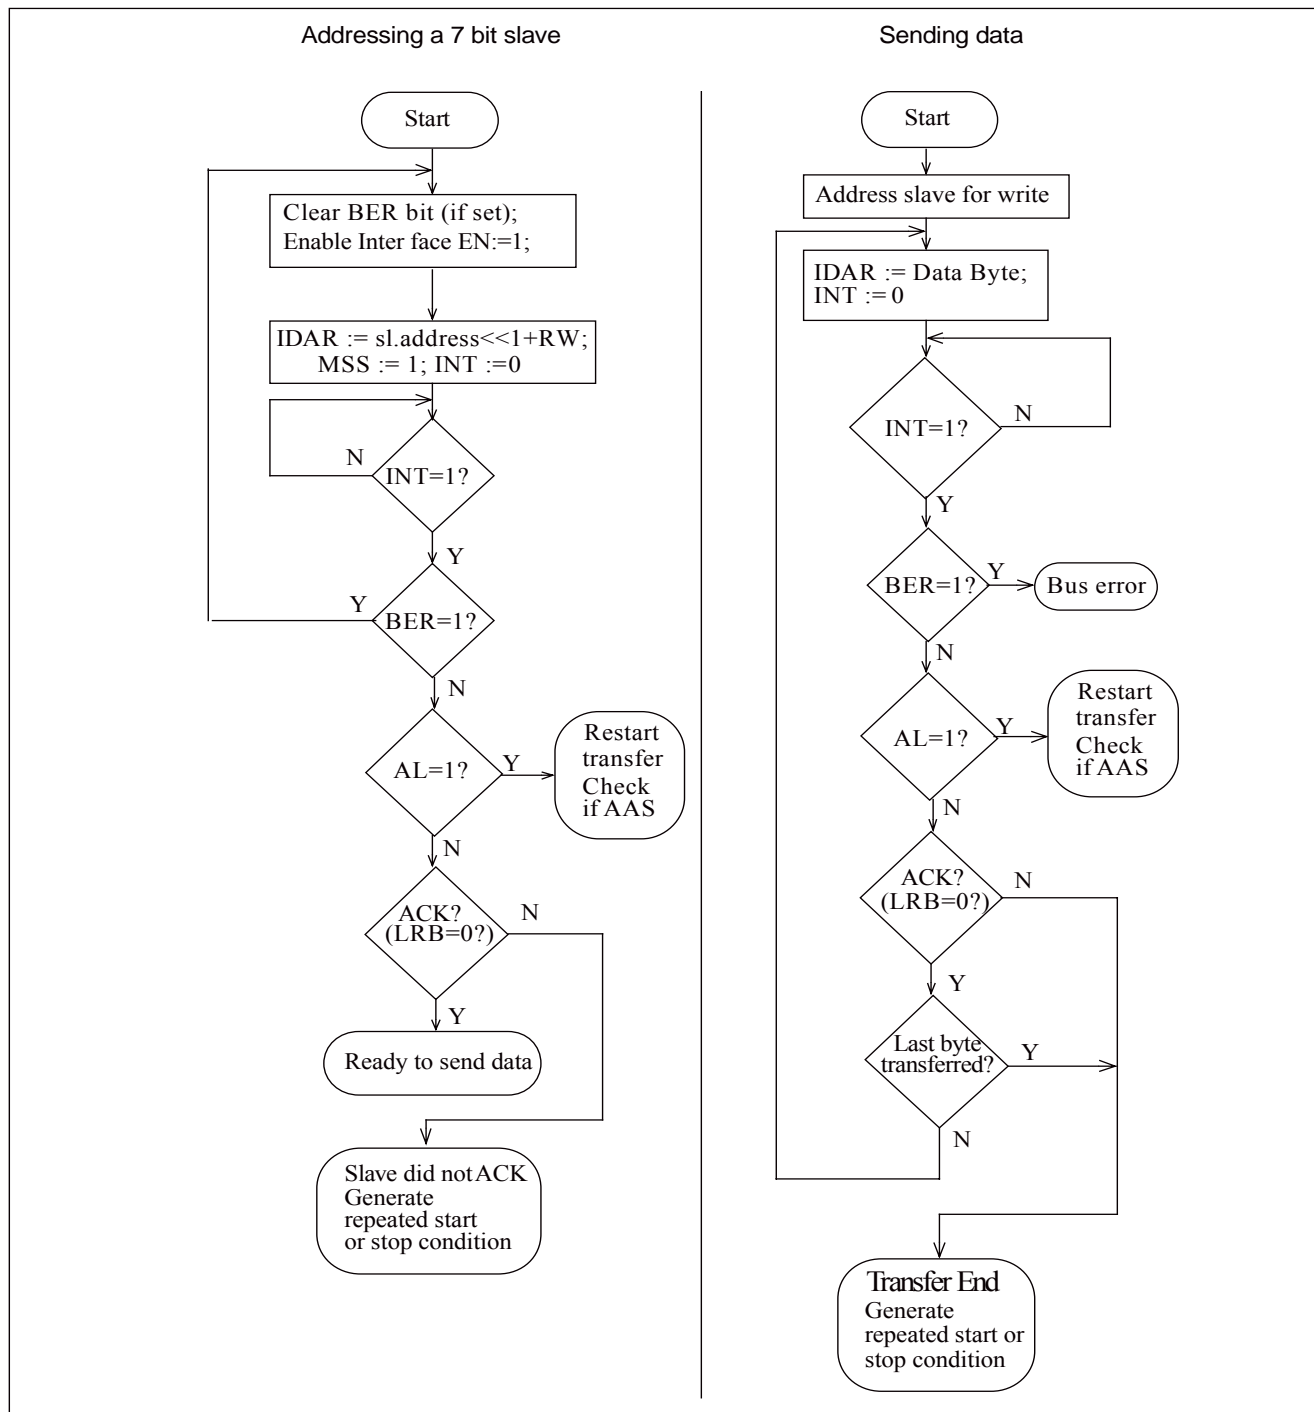 Addressing a 7 bit slave
Start
Clear BER bit (if set);
Enable Inter face EN:=1;
IDAR := sl.address<<1+RW;
MSS := 1; INT :=0
N
INT=1?
Y
Y
BER=1?
N
AL=1?
Y
Restart
transfer
Check
if AAS
N
ACK?
(LRB=0?)
N
Y
Ready to send data
Slave did not ACK
Generate
repeated start
or stop condition
Sending data
Start
Address slave for write
IDAR := Data Byte;
INT := 0
INT=1?
N
Y
BER=1?
Y
Bus error
N
AL=1?
Y
Restart
transfer
Check
if AAS
N
ACK?
(LRB=0?)
N
Y
Last byte
transferred?
Y
N
Transfer End
Generate
repeated start or
stop condition